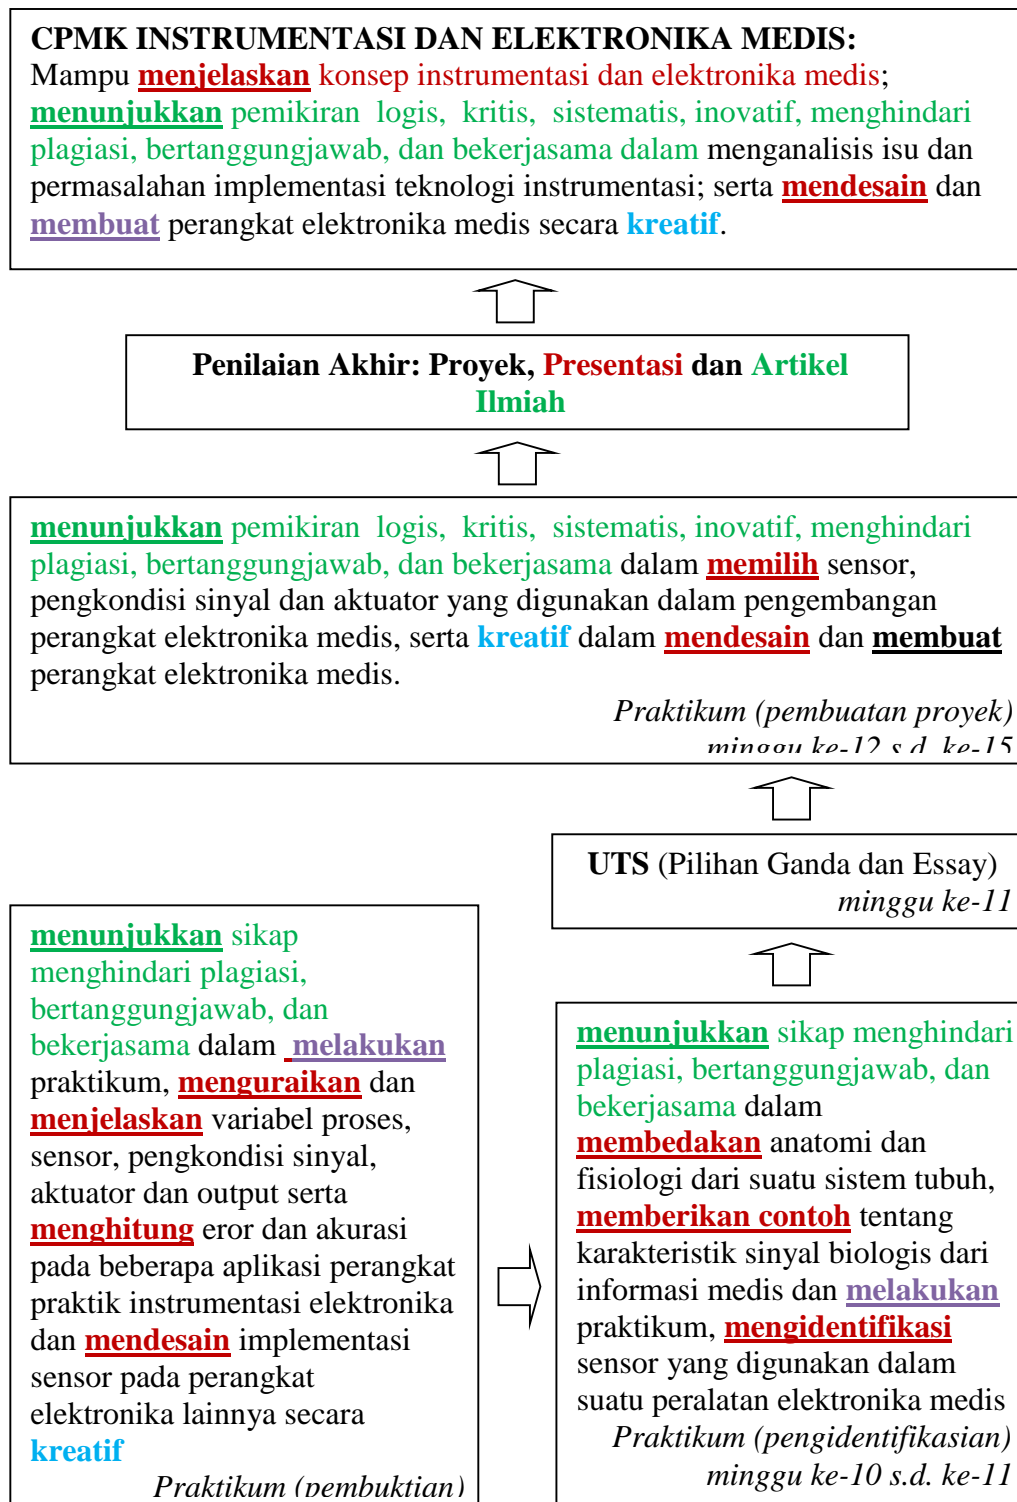 CPMK INSTRUMENTASI DAN ELEKTRONIKA MEDIS:
Mampu menjelaskan konsep instrumentasi dan elektronika medis;
menunjukkan pemikiran logis, kritis, sistematis, inovatif, menghindari
plagiasi, bertanggungjawab, dan bekerjasama dalam menganalisis isu dan
permasalahan implementasi teknologi instrumentasi; serta mendesain dan
membuat perangkat elektronika medis secara kreatif.
Penilaian Akhir: Proyek, Presentasi dan Artikel
Ilmiah
menunjukkan pemikiran logis, kritis, sistematis, inovatif, menghindari
plagiasi, bertanggungjawab, dan bekerjasama dalam memilih sensor,
pengkondisi sinyal dan aktuator yang digunakan dalam pengembangan
perangkat elektronika medis, serta kreatif dalam mendesain dan membuat
perangkat elektronika medis.
Praktikum (pembuatan proyek)
minggu ke-12 s.d. ke-15
UTS (Pilihan Ganda dan Essay)
minggu ke-11
menunjukkan sikap
menghindari plagiasi,
bertanggungjawab, dan
bekerjasama dalam melakukan
praktikum, menguraikan dan
menjelaskan variabel proses,
sensor, pengkondisi sinyal,
aktuator dan output serta
menghitung eror dan akurasi
pada beberapa aplikasi perangkat
praktik instrumentasi elektronika
dan mendesain implementasi
sensor pada perangkat
elektronika lainnya secara
kreatif
Praktikum (pembuktian)
menunjukkan sikap menghindari
plagiasi, bertanggungjawab, dan
bekerjasama dalam
membedakan anatomi dan
fisiologi dari suatu sistem tubuh,
memberikan contoh tentang
karakteristik sinyal biologis dari
informasi medis dan melakukan
praktikum, mengidentifikasi
sensor yang digunakan dalam
suatu peralatan elektronika medis
Praktikum (pengidentifikasian)
minggu ke-10 s.d. ke-11